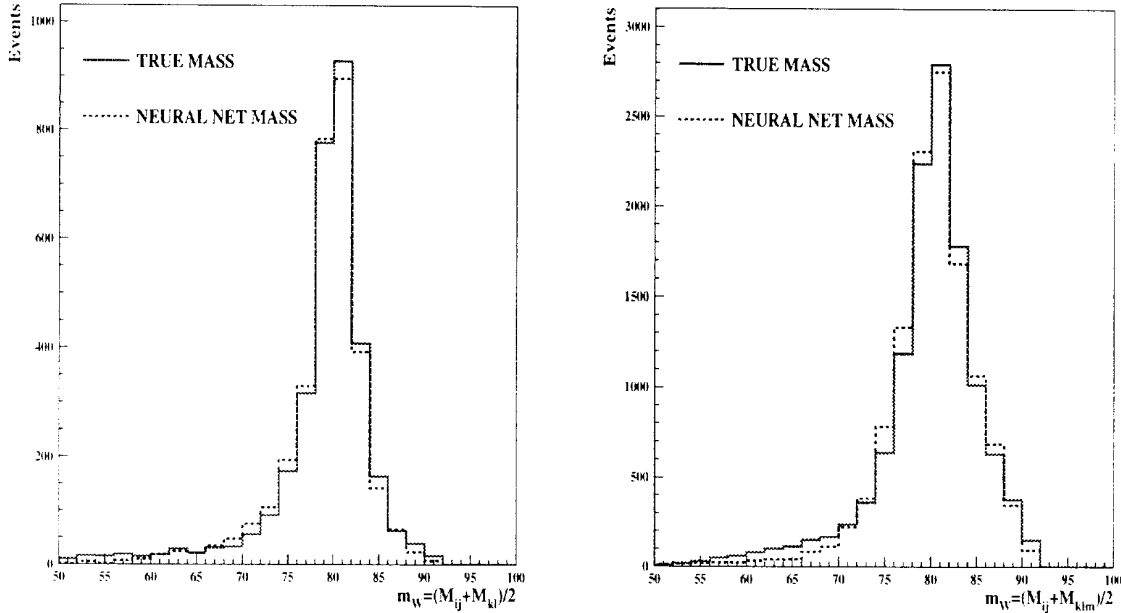 Events
1000
800
600
400
200
0
TRUE MASS
NEURAL NET MASS
50 55 60 65 70 75 80 85 90 95 100
m_W=(M_ij+M_kl)/2
Events
3000
2500
2000
1500
1000
500
0
TRUE MASS
NEURAL NET MASS
50 55 60 65 70 75 80 85 90 95 100
m_W=(M_ij+M_klm)/2